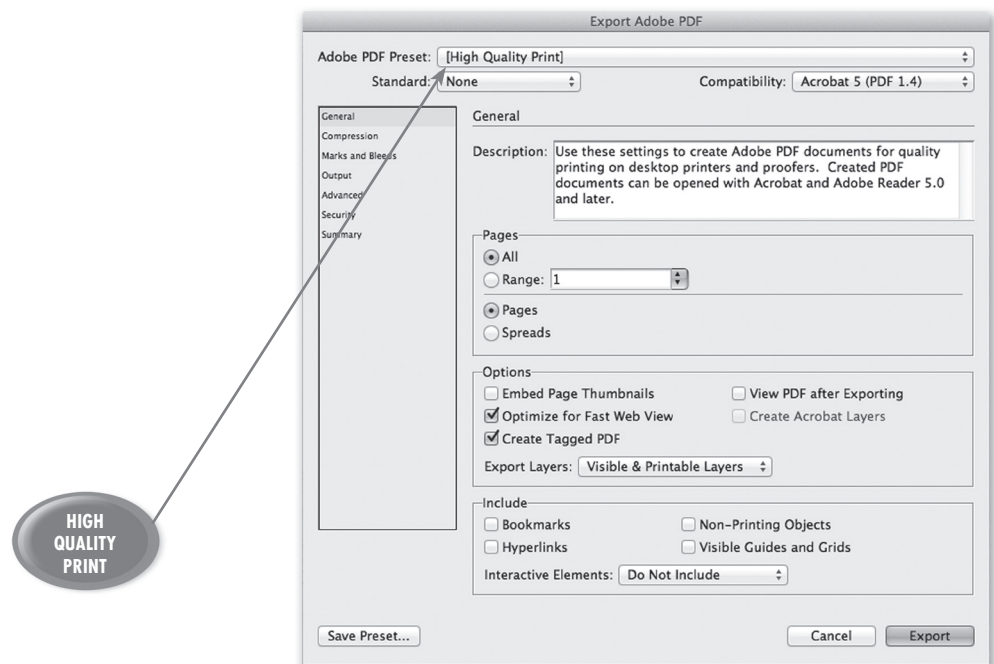 Export Adobe PDF
Adobe PDF Preset: [High Quality Print]
Standard: None Compatibility: Acrobat 5 (PDF 1.4)
General
Compression
Marks and Bleeds
Output
Advanced
Security
Summary
General
Description: Use these settings to create Adobe PDF documents for quality
printing on desktop printers and proofers. Created PDF
documents can be opened with Acrobat and Adobe Reader 5.0
and later.
Pages
All
Range: 1
Pages
Spreads
Options
Embed Page Thumbnails View PDF after Exporting
Optimize for Fast Web View Create Acrobat Layers
Create Tagged PDF
Export Layers: Visible & Printable Layers
Include
Bookmarks Non-Printing Objects
Hyperlinks Visible Guides and Grids
Interactive Elements: Do Not Include
HIGH
QUALITY
PRINT
Save Preset... Cancel Export